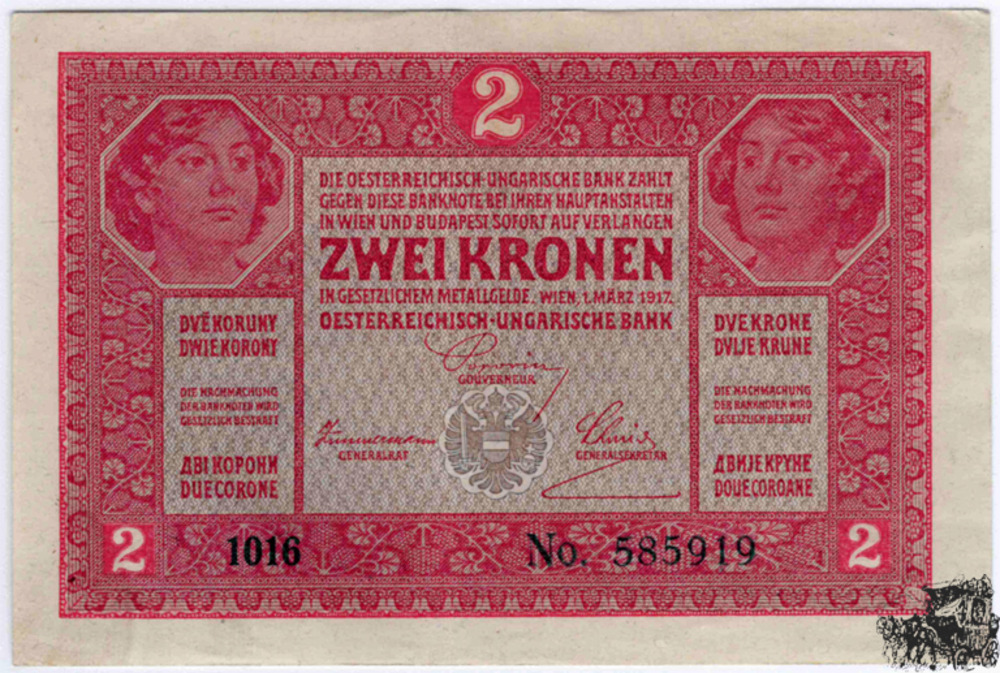 2
DIE OESTERREICHISCH-UNGARISCHE BANK ZAHLT
GEGEN DIESE BANKNOTE BEI IHREN HAUPTANSTALTEN
IN WIEN UND BUDAPEST SOFORT AUF VERLANGEN
ZWEI KRONEN
IN GESETZLICHEM METALLGELDE. WIEN, 1. MÄRZ 1917.
OESTERREICHISCH-UNGARISCHE BANK
GOUVERNEUR
GENERALRAT
GENERALSEKRETÄR
DVĚ KORUNY
DWIE KORONY
DIE NACHMACHUNG
DER BANKNOTEN WIRD
GESETZLICH BESTRAFT
ДВІ КОРОНИ
DUE CORONE
DVE KRONE
DVIJE KRUNE
DIE NACHMACHUNG
DER BANKNOTEN WIRD
GESETZLICH BESTRAFT
ДВИЈЕ КРУНЕ
DOUE COROANE
2
1016
No. 585919
2